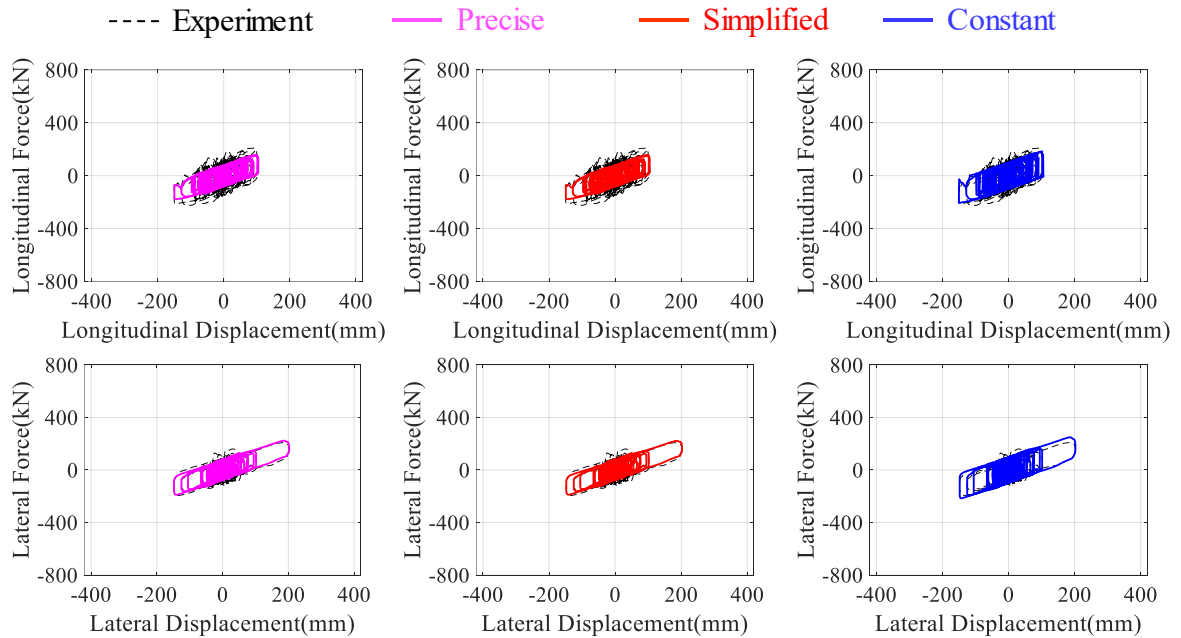 Experiment Precise Simplified Constant
Longitudinal Force(kN)
800
400
0
-400
-800
-400 -200 0 200 400
Longitudinal Displacement(mm)
Longitudinal Force(kN)
800
400
0
-400
-800
-400 -200 0 200 400
Longitudinal Displacement(mm)
Longitudinal Force(kN)
800
400
0
-400
-800
-400 -200 0 200 400
Longitudinal Displacement(mm)
Lateral Force(kN)
800
400
0
-400
-800
-400 -200 0 200 400
Lateral Displacement(mm)
Lateral Force(kN)
800
400
0
-400
-800
-400 -200 0 200 400
Lateral Displacement(mm)
Lateral Force(kN)
800
400
0
-400
-800
-400 -200 0 200 400
Lateral Displacement(mm)